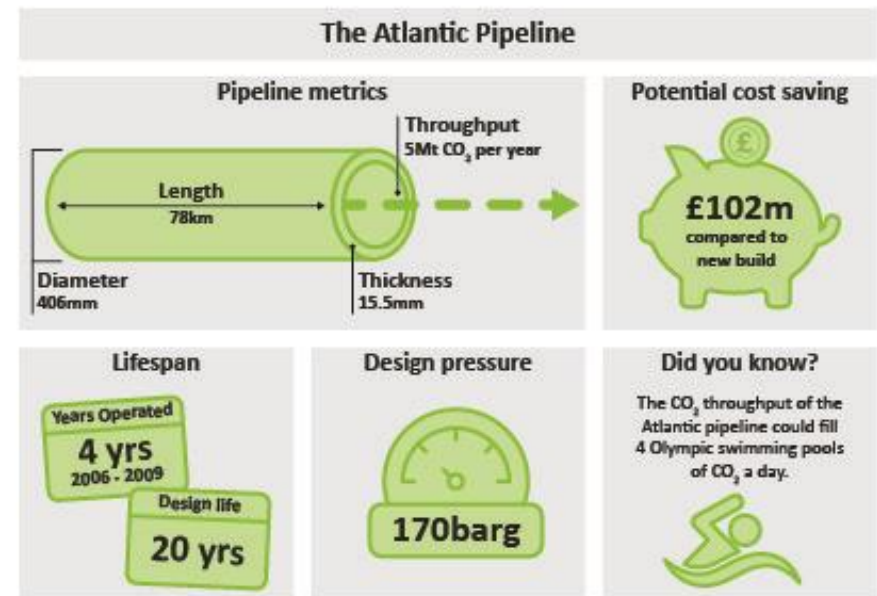 The Atlantic Pipeline
Pipeline metrics
Throughput
5Mt CO₂ per year
Length
78km
Diameter
406mm
Thickness
15.5mm
Potential cost saving
£
£102m
compared to
new build
Lifespan
Years Operated
4 yrs
2006 - 2009
Design life
20 yrs
Design pressure
170barg
Did you know?
The CO₂ throughput of the
Atlantic pipeline could fill
4 Olympic swimming pools
of CO₂ a day.